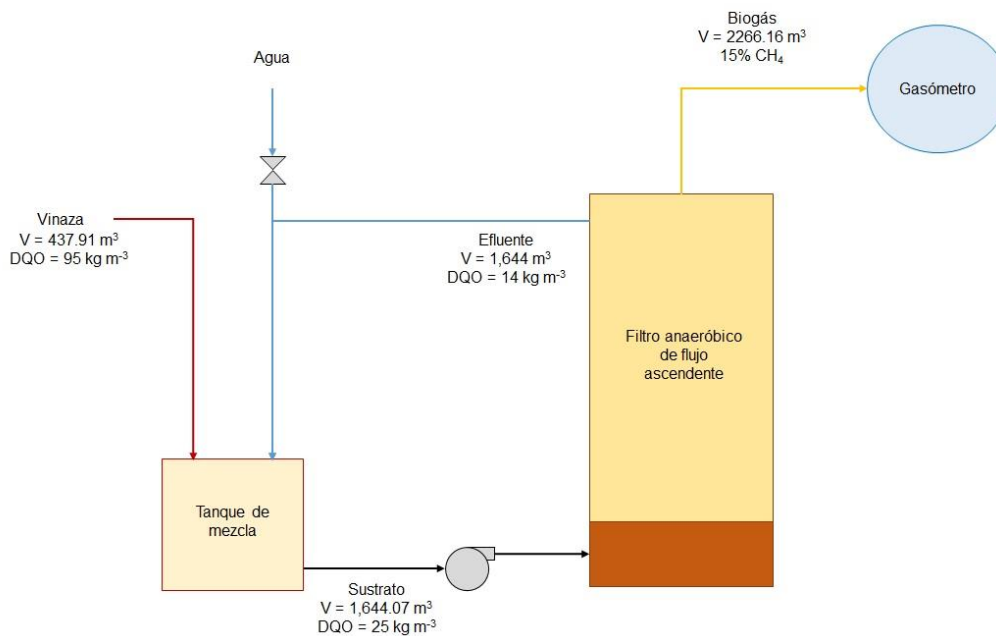 Biogás
V = 2266.16 m³
15% CH₄
Agua
Gasómetro
Vinaza
V = 437.91 m³
DQO = 95 kg m⁻³
Efluente
V = 1,644 m³
DQO = 14 kg m⁻³
Filtro anaeróbico
de flujo
ascendente
Tanque de
mezcla
Sustrato
V = 1,644.07 m³
DQO = 25 kg m⁻³